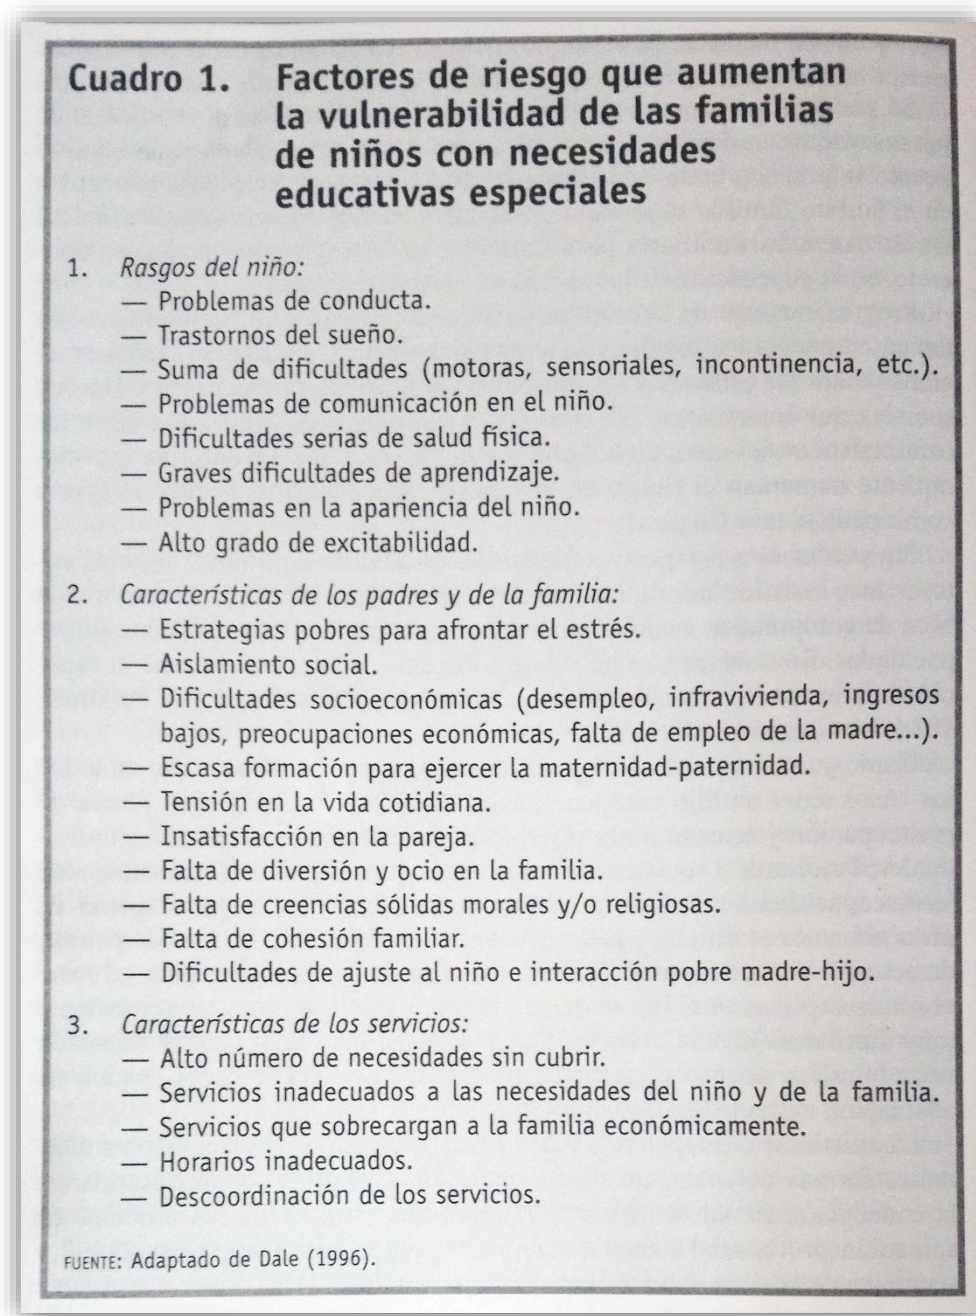 Cuadro 1. Factores de riesgo que aumentan
la vulnerabilidad de las familias
de niños con necesidades
educativas especiales
1. Rasgos del niño:
— Problemas de conducta.
— Trastornos del sueño.
— Suma de dificultades (motoras, sensoriales, incontinencia, etc.).
— Problemas de comunicación en el niño.
— Dificultades serias de salud física.
— Graves dificultades de aprendizaje.
— Problemas en la apariencia del niño.
— Alto grado de excitabilidad.
2. Características de los padres y de la familia:
— Estrategias pobres para afrontar el estrés.
— Aislamiento social.
— Dificultades socioeconómicas (desempleo, infravivienda, ingresos
bajos, preocupaciones económicas, falta de empleo de la madre...).
— Escasa formación para ejercer la maternidad-paternidad.
— Tensión en la vida cotidiana.
— Insatisfacción en la pareja.
— Falta de diversión y ocio en la familia.
— Falta de creencias sólidas morales y/o religiosas.
— Falta de cohesión familiar.
— Dificultades de ajuste al niño e interacción pobre madre-hijo.
3. Características de los servicios:
— Alto número de necesidades sin cubrir.
— Servicios inadecuados a las necesidades del niño y de la familia.
— Servicios que sobrecargan a la familia económicamente.
— Horarios inadecuados.
— Descoordinación de los servicios.
FUENTE: Adaptado de Dale (1996).